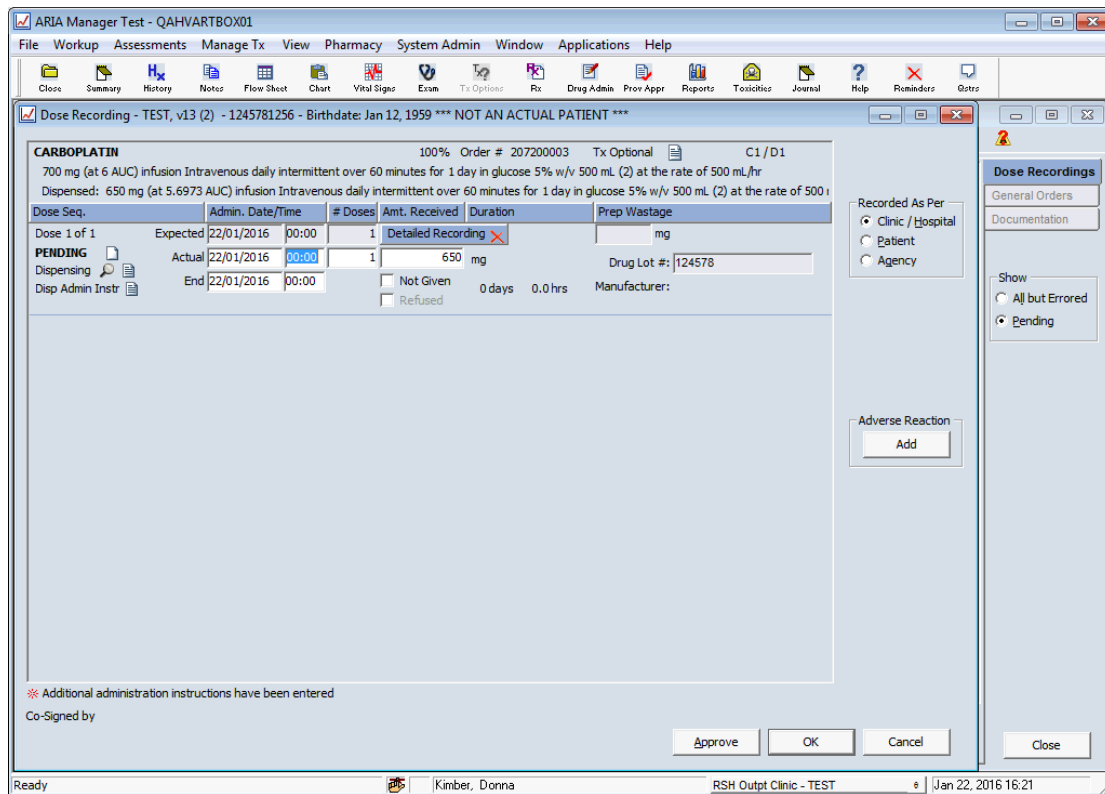 ARIA Manager Test - QAHVARTBOX01
File Workup Assessments Manage Tx View Pharmacy System Admin Window Applications Help
Close Summary History Notes Flow Sheet Chart Vital Signs Exam Tx Options Rx Drug Admin Prov Appr Reports Toxicities Journal Help Reminders Qstrs
Dose Recording - TEST, v13 (2) - 1245781256 - Birthdate: Jan 12, 1959 *** NOT AN ACTUAL PATIENT ***
CARBOPLATIN 100% Order # 207200003 Tx Optional C1 / D1
700 mg (at 6 AUC) infusion Intravenous daily intermittent over 60 minutes for 1 day in glucose 5% w/v 500 mL (2) at the rate of 500 mL/hr
Dispensed: 650 mg (at 5.6973 AUC) infusion Intravenous daily intermittent over 60 minutes for 1 day in glucose 5% w/v 500 mL (2) at the rate of 500
Dose Seq. Admin. Date/Time # Doses Amt. Received Duration Prep Wastage
Dose 1 of 1 Expected 22/01/2016 00:00 1 Detailed Recording mg
PENDING Actual 22/01/2016 00:00 1 650 mg Drug Lot #: 124578
Dispensing
End 22/01/2016 00:00 Not Given 0 days 0.0 hrs Manufacturer:
Disp Admin Instr Refused
Recorded As Per
Clinic / Hospital
Patient
Agency
Adverse Reaction
Add
Dose Recordings
General Orders
Documentation
Show
All but Errored
Pending
Additional administration instructions have been entered
Co-Signed by
Approve OK Cancel Close
Ready Kimber, Donna RSH Outpt Clinic - TEST Jan 22, 2016 16:21